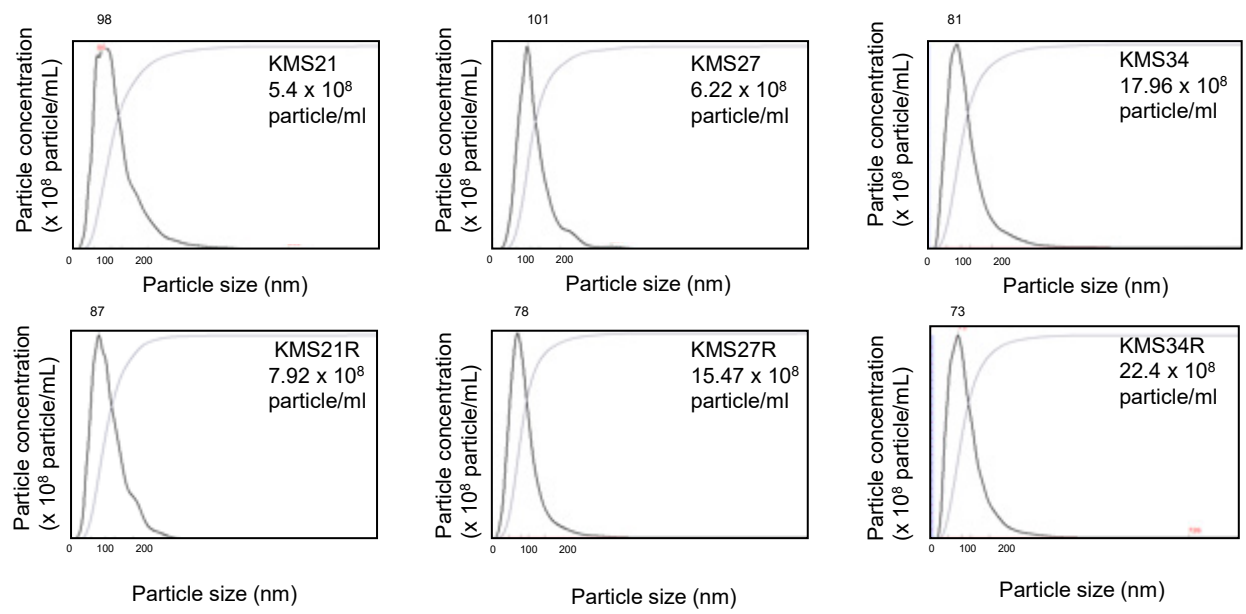 98
Particle concentration
(x 10⁸ particle/mL)
KMS21
5.4 x 10⁸
particle/ml
0 100 200
Particle size (nm)
101
Particle concentration
(x 10⁸ particle/mL)
KMS27
6.22 x 10⁸
particle/ml
0 100 200
Particle size (nm)
81
Particle concentration
(x 10⁸ particle/mL)
KMS34
17.96 x 10⁸
particle/ml
0 100 200
Particle size (nm)
87
Particle concentration
(x 10⁸ particle/mL)
KMS21R
7.92 x 10⁸
particle/ml
0 100 200
Particle size (nm)
78
Particle concentration
(x 10⁸ particle/mL)
KMS27R
15.47 x 10⁸
particle/ml
0 100 200
Particle size (nm)
73
Particle concentration
(x 10⁸ particle/mL)
KMS34R
22.4 x 10⁸
particle/ml
0 100 200
Particle size (nm)